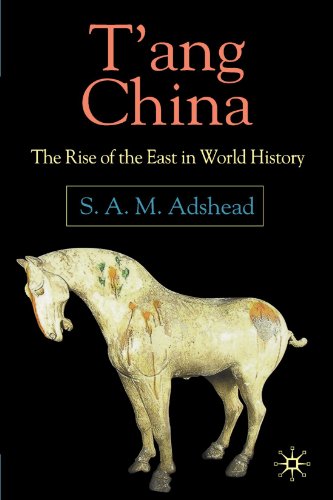 T'ang
China
The Rise of the East in World History
S. A. M. Adshead